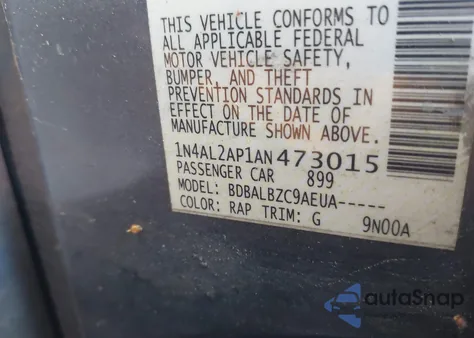 THIS VEHICLE CONFORMS TO
ALL APPLICABLE FEDERAL
MOTOR VEHICLE SAFETY,
BUMPER, AND THEFT
PREVENTION STANDARDS IN
EFFECT ON THE DATE OF
MANUFACTURE SHOWN ABOVE.
1N4AL2AP1AN473015
PASSENGER CAR 899
MODEL: BDBALBZC9AEUA-----
COLOR: RAP TRIM: G 9N00A
autaSnap